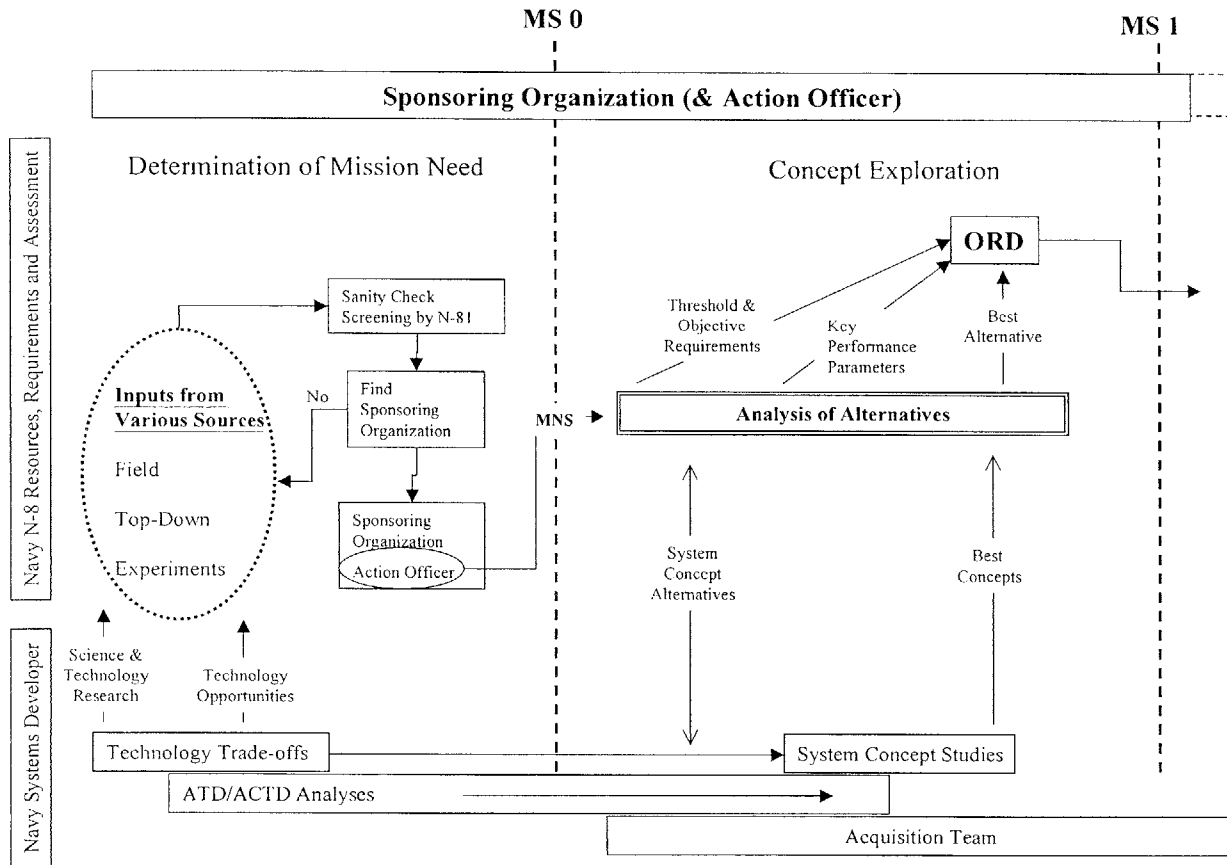 MS 0
MS 1
Sponsoring Organization (& Action Officer)
Navy N-8 Resources, Requirements and Assessment
Determination of Mission Need
Concept Exploration
ORD
Sanity Check
Screening by N-81
Threshold &
Objective
Requirements
Key
Performance
Parameters
Best
Alternative
Inputs from
Various Sources
Field
Top-Down
Experiments
No
Find
Sponsoring
Organization
MNS
Analysis of Alternatives
Sponsoring
Organization
Action Officer
System
Concept
Alternatives
Best
Concepts
Navy Systems Developer
Science &
Technology
Research
Technology
Opportunities
Technology Trade-offs
System Concept Studies
ATD/ACTD Analyses
Acquisition Team